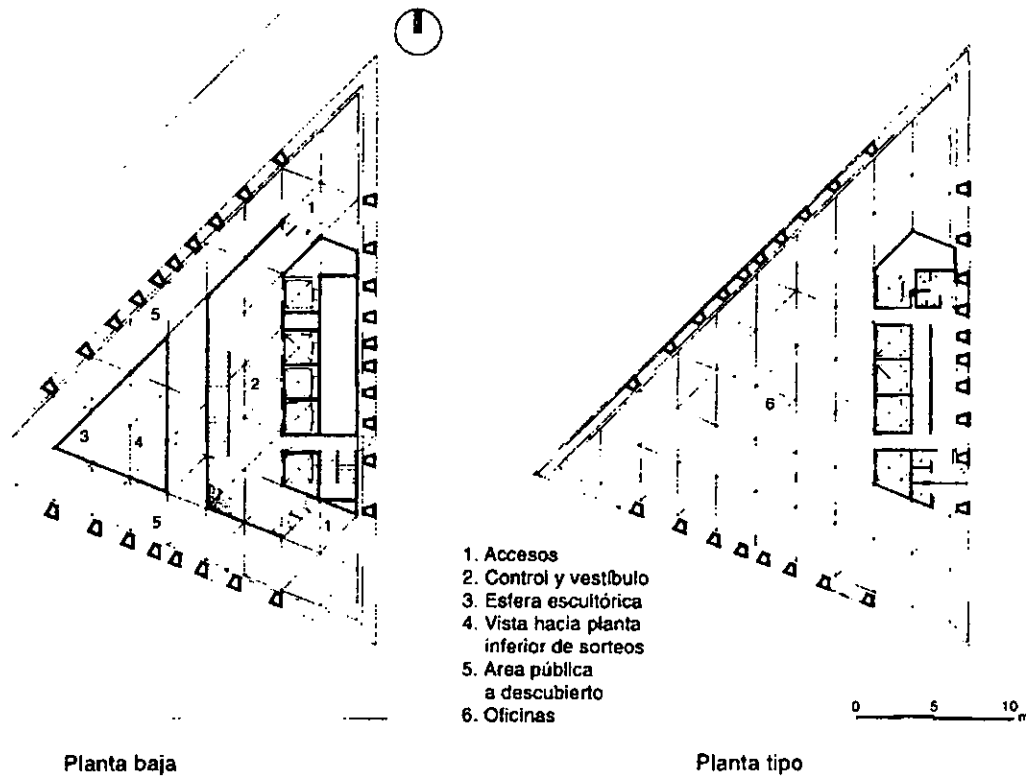 1
5
2
3
4
5
1
6
1. Accesos
2. Control y vestíbulo
3. Esfera escultórica
4. Vista hacia planta
inferior de sorteos
5. Area pública
a descubierto
6. Oficinas
0 5 10 m
Planta baja
Planta tipo